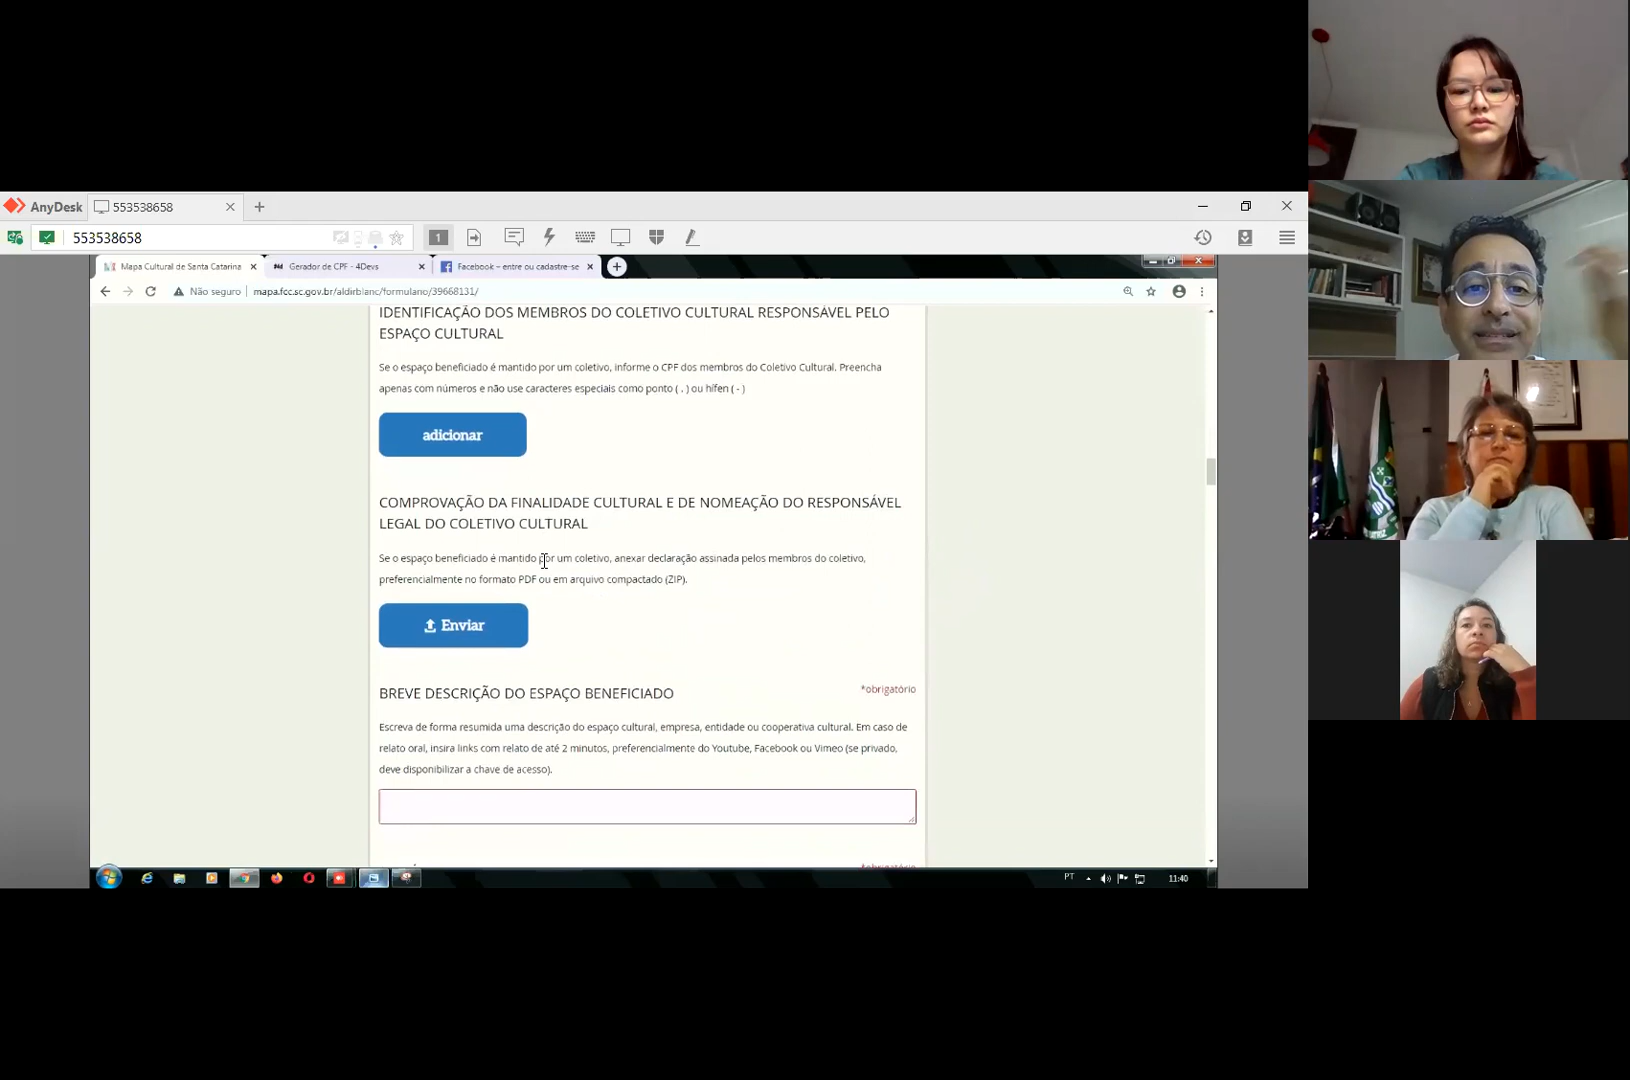 AnyDesk
553538658
553538658
1
Mapa Cultural de Santa Catarina
Gerador de CPF - 4Devs
Facebook – entre ou cadastre-se
Não seguro
mapa.fcc.sc.gov.br/aldirblanc/formulario/39668131/
IDENTIFICAÇÃO DOS MEMBROS DO COLETIVO CULTURAL RESPONSÁVEL PELO
ESPAÇO CULTURAL
Se o espaço beneficiado é mantido por um coletivo, informe o CPF dos membros do Coletivo Cultural. Preencha
apenas com números e não use caracteres especiais como ponto ( . ) ou hífen ( - )
adicionar
COMPROVAÇÃO DA FINALIDADE CULTURAL E DE NOMEAÇÃO DO RESPONSÁVEL
LEGAL DO COLETIVO CULTURAL
Se o espaço beneficiado é mantido por um coletivo, anexar declaração assinada pelos membros do coletivo,
preferencialmente no formato PDF ou em arquivo compactado (ZIP).
Enviar
BREVE DESCRIÇÃO DO ESPAÇO BENEFICIADO
*obrigatório
Escreva de forma resumida uma descrição do espaço cultural, empresa, entidade ou cooperativa cultural. Em caso de
relato oral, insira links com relato de até 2 minutos, preferencialmente do Youtube, Facebook ou Vimeo (se privado,
deve disponibilizar a chave de acesso).
*obrigatório
PT
11:40